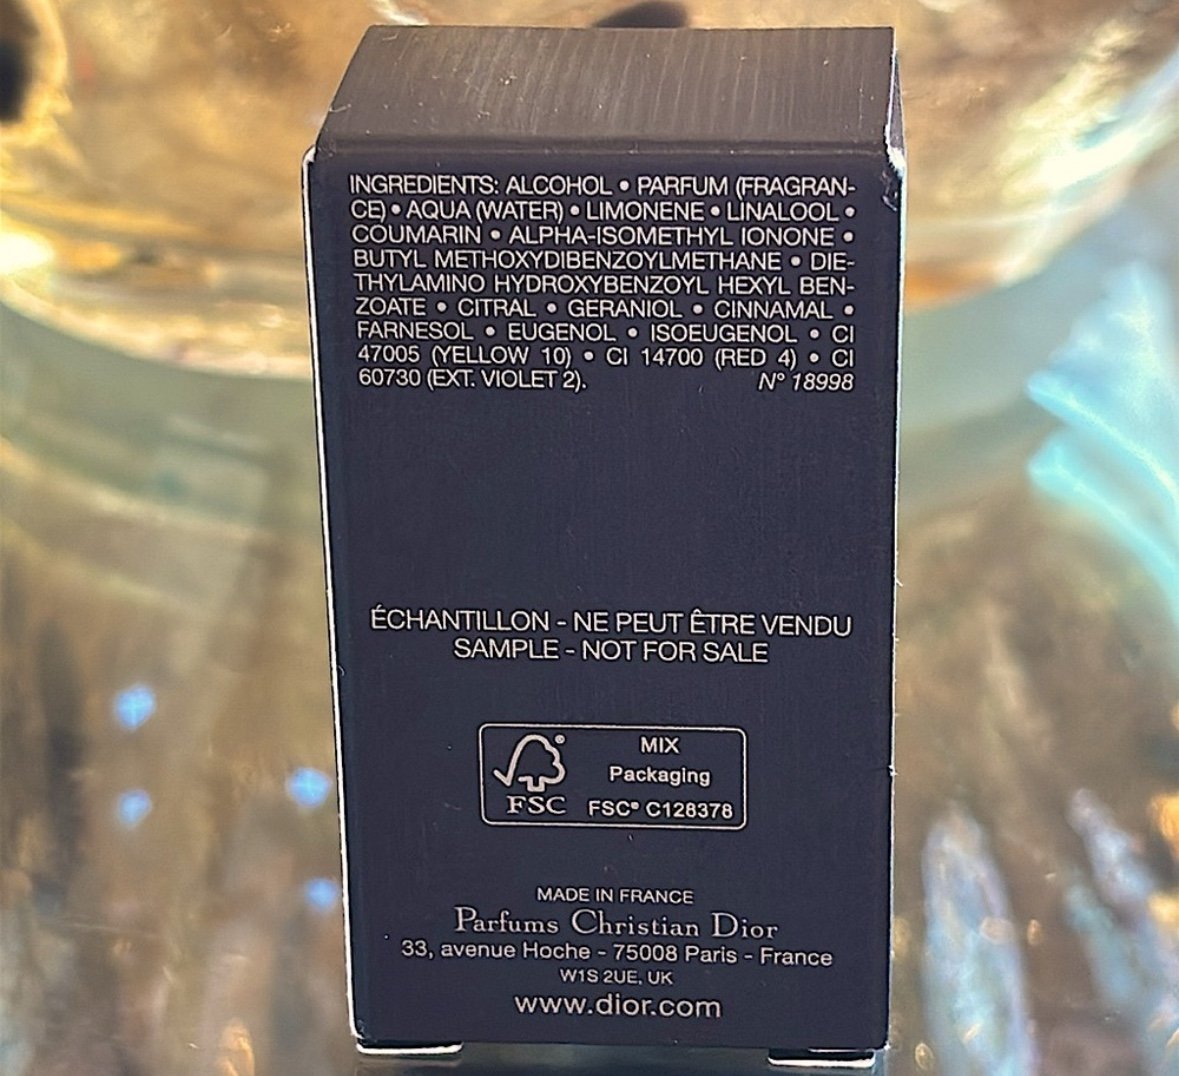 INGREDIENTS: ALCOHOL • PARFUM (FRAGRAN-
CE) • AQUA (WATER) • LIMONENE • LINALOOL •
COUMARIN • ALPHA-ISOMETHYL IONONE •
BUTYL METHOXYDIBENZOYLMETHANE • DIE-
THYLAMINO HYDROXYBENZOYL HEXYL BEN-
ZOATE • CITRAL • GERANIOL • CINNAMAL •
FARNESOL • EUGENOL • ISOEUGENOL • CI
47005 (YELLOW 10) • CI 14700 (RED 4) • CI
60730 (EXT. VIOLET 2). N° 18998
ÉCHANTILLON - NE PEUT ÊTRE VENDU
SAMPLE - NOT FOR SALE
FSC
MIX
Packaging
FSC® C128378
MADE IN FRANCE
Parfums Christian Dior
33, avenue Hoche - 75008 Paris - France
W1S 2UE, UK
www.dior.com